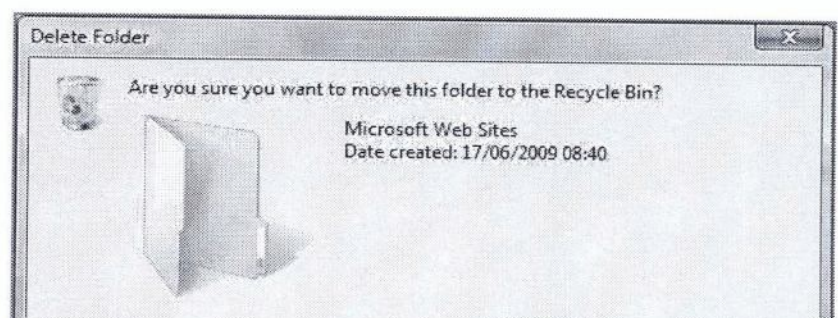 Delete Folder
Are you sure you want to move this folder to the Recycle Bin?
Microsoft Web Sites
Date created: 17/06/2009 08:40